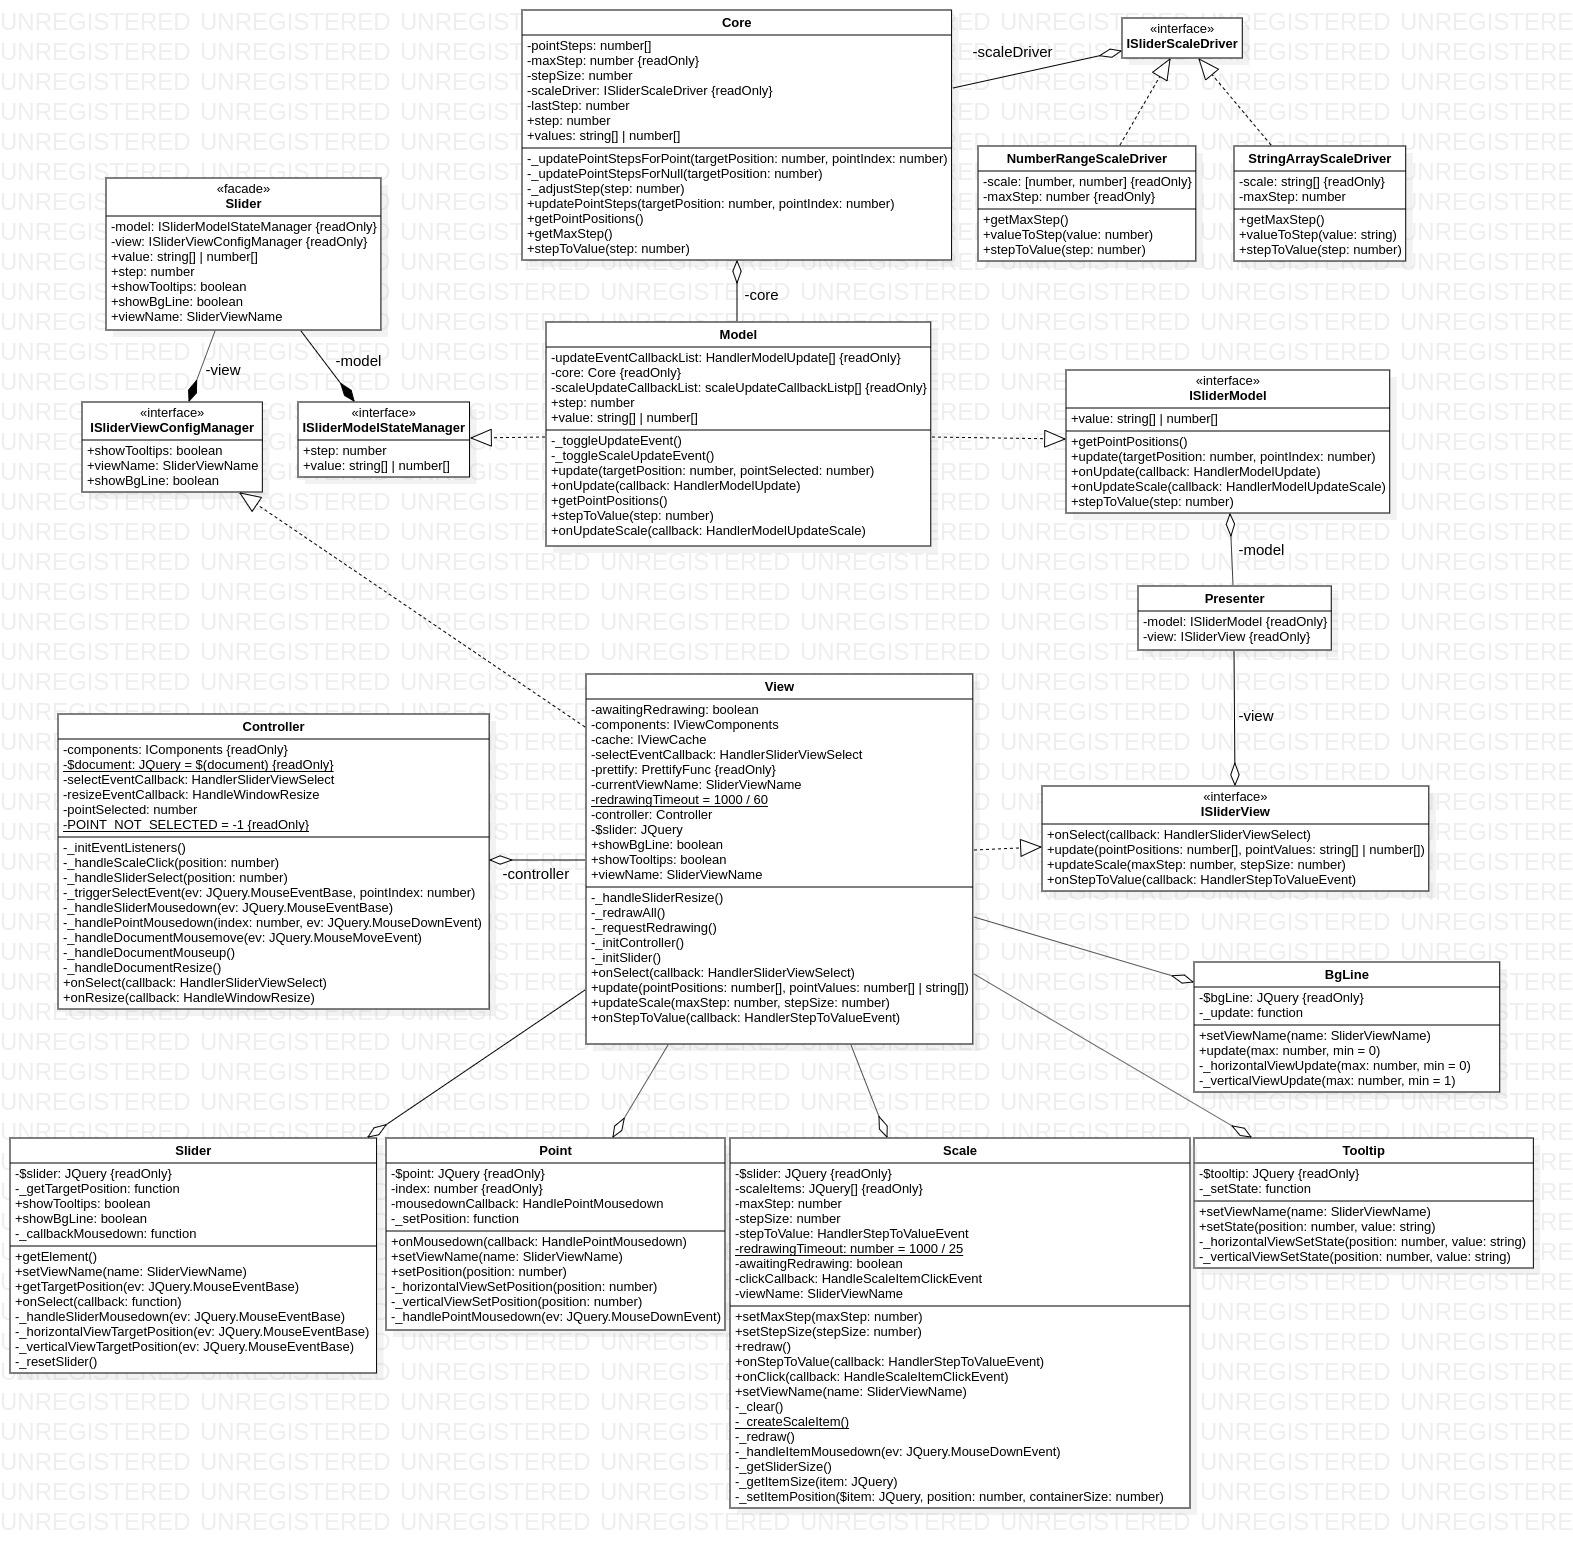 Core
-pointSteps: number[]
-maxStep: number {readOnly}
-stepSize: number
-scaleDriver: ISliderScaleDriver {readOnly}
-lastStep: number
+step: number
+values: string[] | number[]
-_updatePointStepsForPoint(targetPosition: number, pointIndex: number)
-_updatePointStepsForNull(targetPosition: number)
-_adjustStep(step: number)
+updatePointSteps(targetPosition: number, pointIndex: number)
+getPointPositions()
+getMaxStep()
+stepToValue(step: number)
-scaleDriver
«interface»
ISliderScaleDriver
NumberRangeScaleDriver
-scale: [number, number] {readOnly}
-maxStep: number {readOnly}
+getMaxStep()
+valueToStep(value: number)
+stepToValue(step: number)
StringArrayScaleDriver
-scale: string[] {readOnly}
-maxStep: number
+getMaxStep()
+valueToStep(value: string)
+stepToValue(step: number)
«facade»
Slider
-model: ISliderModelStateManager {readOnly}
-view: ISliderViewConfigManager {readOnly}
+value: string[] | number[]
+step: number
+showTooltips: boolean
+showBgLine: boolean
+viewName: SliderViewName
-view
-model
-core
«interface»
ISliderViewConfigManager
+showTooltips: boolean
+viewName: SliderViewName
+showBgLine: boolean
«interface»
ISliderModelStateManager
+step: number
+value: string[] | number[]
Model
-updateEventCallbackList: HandlerModelUpdate[] {readOnly}
-core: Core {readOnly}
-scaleUpdateCallbackList: scaleUpdateCallbackListp[] {readOnly}
+step: number
+value: string[] | number[]
-_toggleUpdateEvent()
-_toggleScaleUpdateEvent()
+update(targetPosition: number, pointSelected: number)
+onUpdate(callback: HandlerModelUpdate)
+getPointPositions()
+stepToValue(step: number)
+onUpdateScale(callback: HandlerModelUpdateScale)
«interface»
ISliderModel
+value: string[] | number[]
+getPointPositions()
+update(targetPosition: number, pointIndex: number)
+onUpdate(callback: HandlerModelUpdate)
+onUpdateScale(callback: HandlerModelUpdateScale)
+stepToValue(step: number)
-model
Presenter
-model: ISliderModel {readOnly}
-view: ISliderView {readOnly}
-view
Controller
-components: IComponents {readOnly}
-$document: JQuery = $(document) {readOnly}
-selectEventCallback: HandlerSliderViewSelect
-resizeEventCallback: HandleWindowResize
-pointSelected: number
-POINT_NOT_SELECTED = -1 {readOnly}
-_initEventListeners()
-_handleScaleClick(position: number)
-_handleSliderSelect(position: number)
-_triggerSelectEvent(ev: JQuery.MouseEventBase, pointIndex: number)
-_handleSliderMousedown(ev: JQuery.MouseEventBase)
-_handlePointMousedown(index: number, ev: JQuery.MouseDownEvent)
-_handleDocumentMousemove(ev: JQuery.MouseMoveEvent)
-_handleDocumentMouseup()
-_handleDocumentResize()
+onSelect(callback: HandlerSliderViewSelect)
+onResize(callback: HandleWindowResize)
-controller
View
-awaitingRedrawing: boolean
-components: IViewComponents
-cache: IViewCache
-selectEventCallback: HandlerSliderViewSelect
-prettify: PrettifyFunc {readOnly}
-currentViewName: SliderViewName
-redrawingTimeout = 1000 / 60
-controller: Controller
-$slider: JQuery
+showBgLine: boolean
+showTooltips: boolean
+viewName: SliderViewName
-_handleSliderResize()
-_redrawAll()
-_requestRedrawing()
-_initController()
-_initSlider()
+onSelect(callback: HandlerSliderViewSelect)
+update(pointPositions: number[], pointValues: number[] | string[])
+updateScale(maxStep: number, stepSize: number)
+onStepToValue(callback: HandlerStepToValueEvent)
«interface»
ISliderView
+onSelect(callback: HandlerSliderViewSelect)
+update(pointPositions: number[], pointValues: string[] | number[])
+updateScale(maxStep: number, stepSize: number)
+onStepToValue(callback: HandlerStepToValueEvent)
BgLine
-$bgLine: JQuery {readOnly}
-_update: function
+setViewName(name: SliderViewName)
+update(max: number, min = 0)
-_horizontalViewUpdate(max: number, min = 0)
-_verticalViewUpdate(max: number, min = 1)
Slider
-$slider: JQuery {readOnly}
-_getTargetPosition: function
+showTooltips: boolean
+showBgLine: boolean
-_callbackMousedown: function
+getElement()
+setViewName(name: SliderViewName)
+getTargetPosition(ev: JQuery.MouseEventBase)
+onSelect(callback: function)
-_handleSliderMousedown(ev: JQuery.MouseEventBase)
-_horizontalViewTargetPosition(ev: JQuery.MouseEventBase)
-_verticalViewTargetPosition(ev: JQuery.MouseEventBase)
-_resetSlider()
Point
-$point: JQuery {readOnly}
-index: number {readOnly}
-mousedownCallback: HandlePointMousedown
-_setPosition: function
+onMousedown(callback: HandlePointMousedown)
+setViewName(name: SliderViewName)
+setPosition(position: number)
-_horizontalViewSetPosition(position: number)
-_verticalViewSetPosition(position: number)
-_handlePointMousedown(ev: JQuery.MouseDownEvent)
Scale
-$slider: JQuery {readOnly}
-scaleItems: JQuery[] {readOnly}
-maxStep: number
-stepSize: number
-stepToValue: HandlerStepToValueEvent
-redrawingTimeout: number = 1000 / 25
-awaitingRedrawing: boolean
-clickCallback: HandleScaleItemClickEvent
-viewName: SliderViewName
+setMaxStep(maxStep: number)
+setStepSize(stepSize: number)
+redraw()
+onStepToValue(callback: HandlerStepToValueEvent)
+onClick(callback: HandleScaleItemClickEvent)
+setViewName(name: SliderViewName)
-_clear()
-_createScaleItem()
-_redraw()
-_handleItemMousedown(ev: JQuery.MouseDownEvent)
-_getSliderSize()
-_getItemSize(item: JQuery)
-_setItemPosition($item: JQuery, position: number, containerSize: number)
Tooltip
-$tooltip: JQuery {readOnly}
-_setState: function
+setViewName(name: SliderViewName)
+setState(position: number, value: string)
-_horizontalViewSetState(position: number, value: string)
-_verticalViewSetState(position: number, value: string)